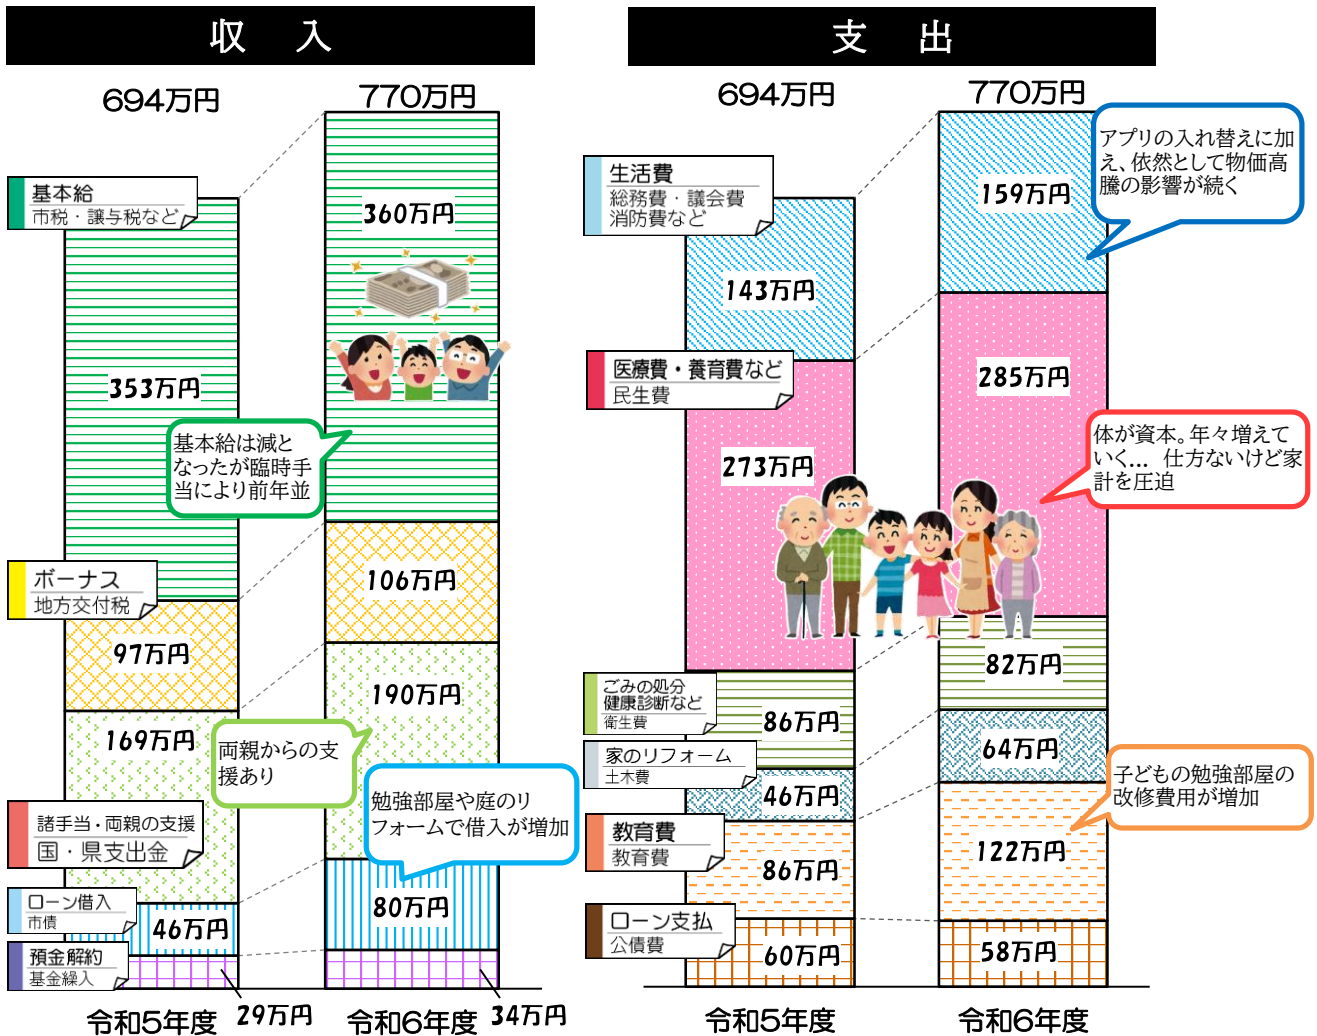 収 入
694万円
770万円
基本給
市税・譲与税など
360万円
353万円
基本給は減と
なったが臨時手
当により前年並
ボーナス
地方交付税
106万円
97万円
190万円
169万円
両親からの支
援あり
勉強部屋や庭のリ
フォームで借入が増加
諸手当・両親の支援
国・県支出金
ローン借入
市債
80万円
46万円
預金解約
基金繰入
29万円
34万円
令和5年度
令和6年度
支 出
694万円
770万円
アプリの入れ替えに加
え、依然として物価高
騰の影響が続く
生活費
総務費・議会費
消防費など
159万円
143万円
医療費・養育費など
民生費
285万円
体が資本。年々増えて
いく… 仕方ないけど家
計を圧迫
273万円
ごみの処分
健康診断など
衛生費
82万円
86万円
家のリフォーム
土木費
64万円
46万円
子どもの勉強部屋の
改修費用が増加
教育費
教育費
122万円
86万円
ローン支払
公債費
58万円
60万円
令和5年度
令和6年度